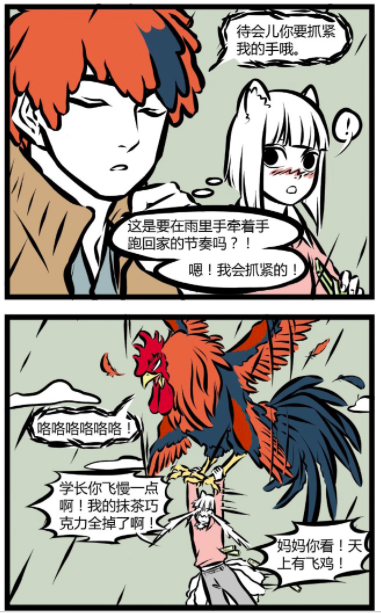 待会儿你要抓紧
我的手哦。
!
这是要在雨里手牵着手
跑回家的节奏吗？！
嗯！我会抓紧的！
咯咯咯咯咯咯！
学长你飞慢一点
啊！我的抹茶巧
克力全掉了啊！
妈妈你看！天
上有飞鸡！